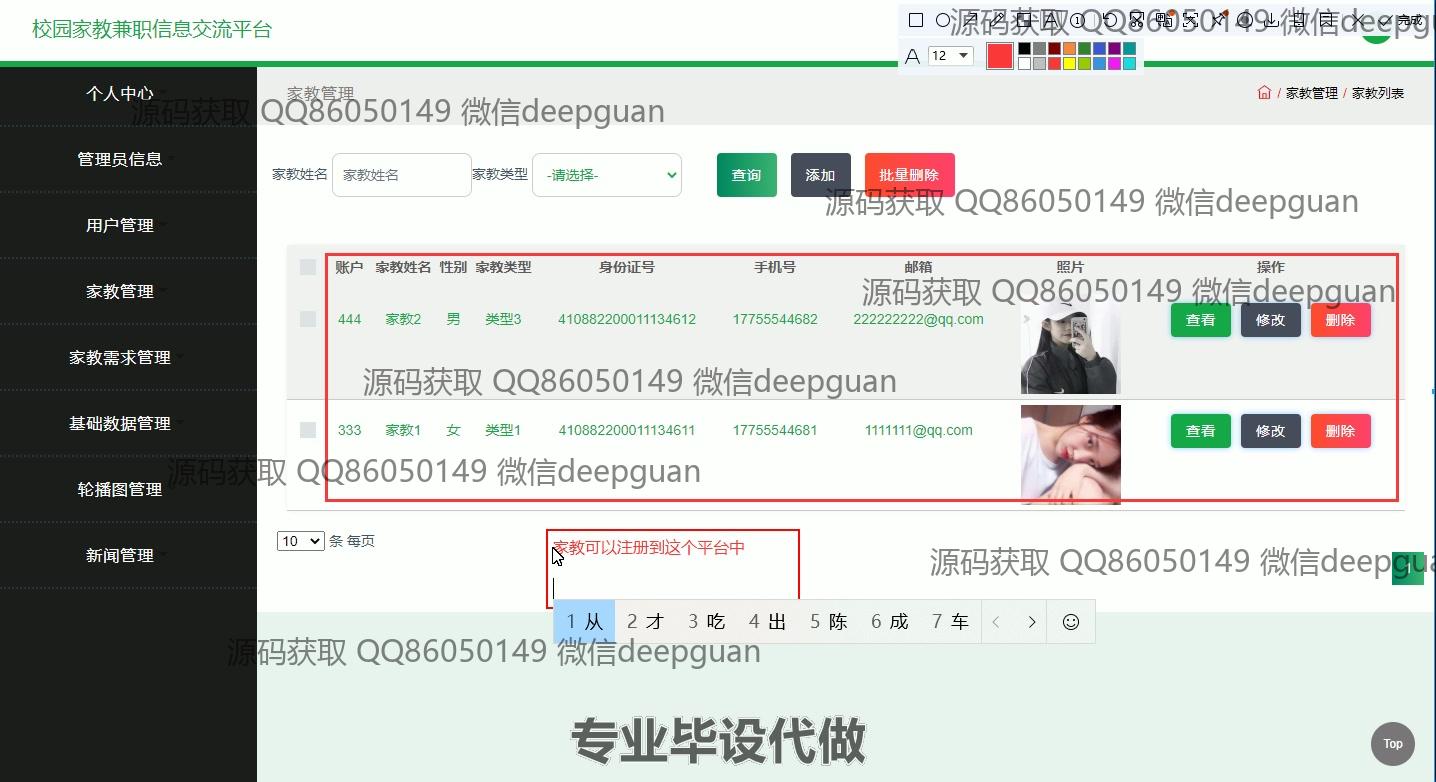 校园家教兼职信息交流平台
完成
A 12
源码获取 QQ86050149 微信deepguan
个人中心
管理员信息
用户管理
家教管理
家教需求管理
基础数据管理
轮播图管理
新闻管理
家教管理
/ 家教管理 / 家教列表
源码获取 QQ86050149 微信deepguan
家教姓名 家教姓名 家教类型 -请选择- 查询 添加 批量删除
源码获取 QQ86050149 微信deepguan
账户 家教姓名 性别 家教类型 身份证号 手机号 邮箱 照片 操作
源码获取 QQ86050149 微信deepguan
444 家教2 男 类型3 410882200011134612 17755544682 222222222@qq.com 查看 修改 删除
源码获取 QQ86050149 微信deepguan
333 家教1 女 类型1 410882200011134611 17755544681 1111111@qq.com 查看 修改 删除
源码获取 QQ86050149 微信deepguan
10 条 每页
家教可以注册到这个平台中
源码获取 QQ86050149 微信deepgua
1
1 从 2 才 3 吃 4 出 5 陈 6 成 7 车
源码获取 QQ86050149 微信deepguan
专业毕设代做
Top